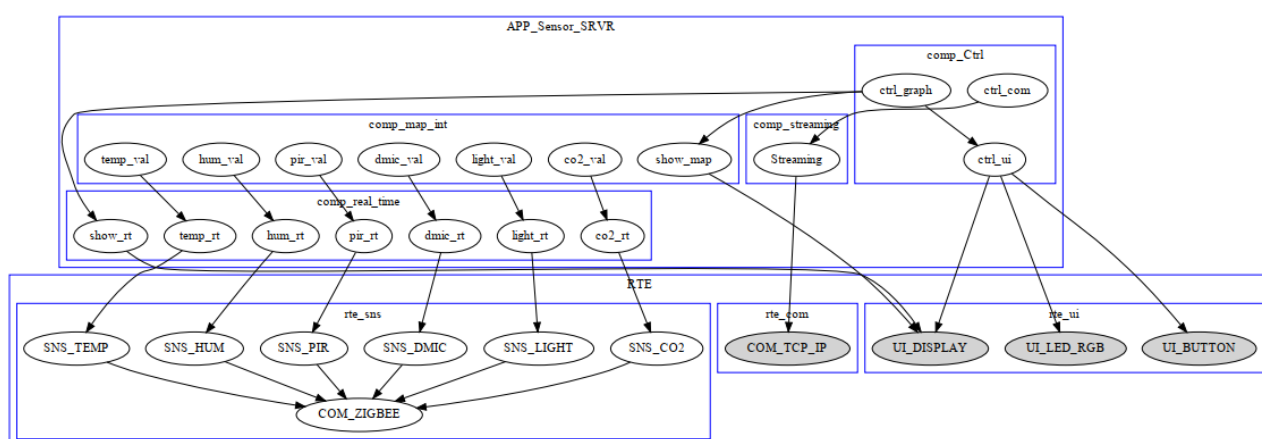 APP_Sensor_SRVR
comp_Ctrl
ctrl_graph
ctrl_com
comp_map_int
comp_streaming
temp_val
hum_val
pir_val
dmic_val
light_val
co2_val
show_map
Streaming
ctrl_ui
comp_real_time
show_rt
temp_rt
hum_rt
pir_rt
dmic_rt
light_rt
co2_rt
RTE
rte_sns
rte_com
rte_ui
SNS_TEMP
SNS_HUM
SNS_PIR
SNS_DMIC
SNS_LIGHT
SNS_CO2
COM_TCP_IP
UI_DISPLAY
UI_LED_RGB
UI_BUTTON
COM_ZIGBEE